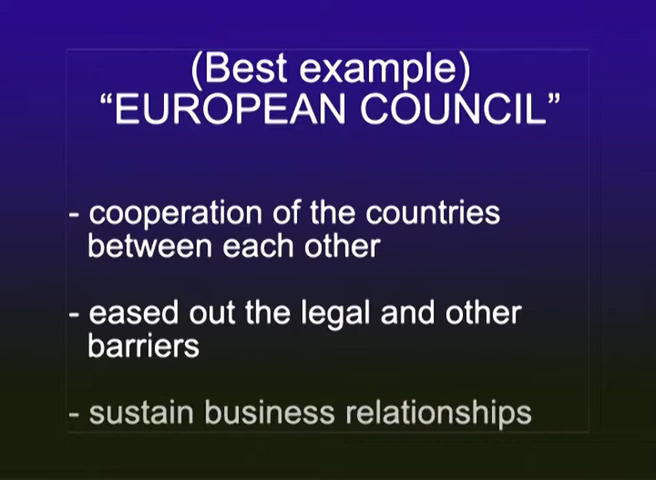 (Best example)
“EUROPEAN COUNCIL”
- cooperation of the countries
between each other
- eased out the legal and other
barriers
- sustain business relationships